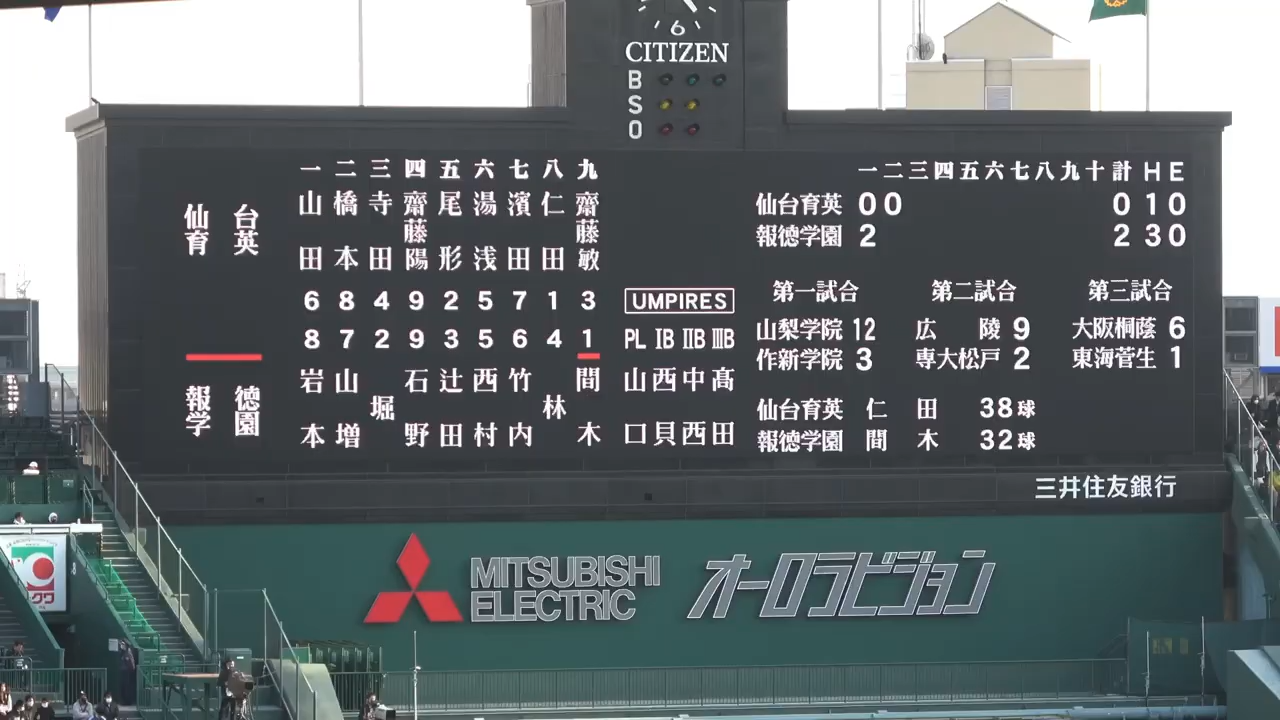 6
CITIZEN
B
S
O
一 二 三 四 五 六 七 八 九
仙台育英
山田 橋本 寺田 齋藤陽 尾形 湯浅 濱田 仁田 齋藤敏
6 8 4 9 2 5 7 1 3
8 7 2 9 3 5 6 4 1
報徳学園
岩本 山増 堀 石野 辻田 西村 竹内 林 間木
UMPIRES
PL ⅠB ⅡB ⅢB
山口 西貝 中西 髙田
一 二 三 四 五 六 七 八 九 十 計 H E
仙台育英 0 0 0 1 0
報徳学園 2 2 3 0
第一試合 第二試合 第三試合
山梨学院 12 広陵 9 大阪桐蔭 6
作新学院 3 専大松戸 2 東海菅生 1
仙台育英 仁田 38球
報徳学園 間木 32球
三井住友銀行
MITSUBISHI ELECTRIC オーロラビジョン